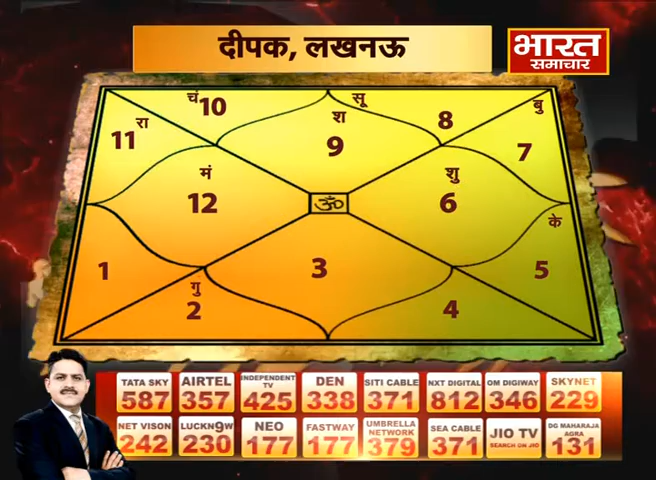 दीपक, लखनऊ
भारत
समाचार
चं 10
सू
8
बु
रा
11
श
9
7
मं
12
ॐ
शु
6
के
1
3
5
गु
2
4
TATA SKY
587
AIRTEL
357
INDEPENDENT
TV
425
DEN
338
SITI CABLE
371
NXT DIGITAL
812
OM DIGIWAY
346
SKYNET
229
NET VISON
242
LUCKN9W
230
NEO
177
FASTWAY
177
UMBRELLA
NETWORK
379
SEA CABLE
371
JIO TV
SEARCH ON JIO
DG MAHARAJA
AGRA
131